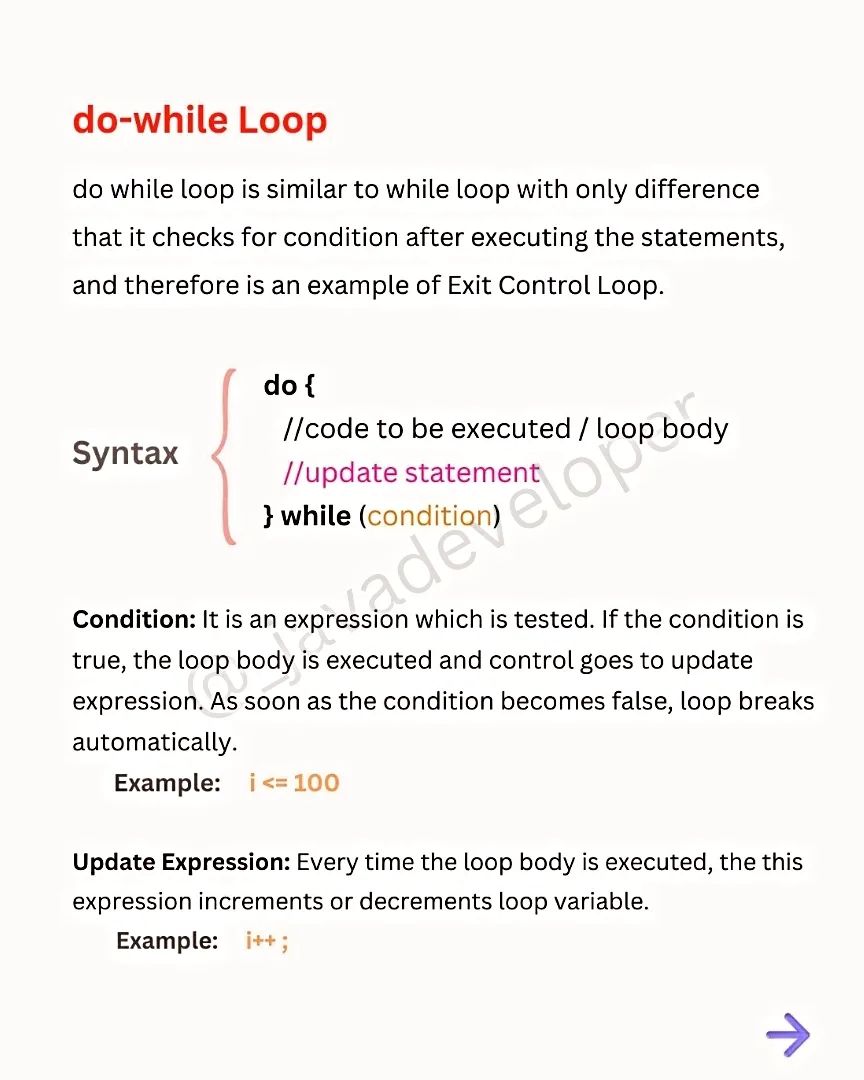 do-while Loop
do while loop is similar to while loop with only difference
that it checks for condition after executing the statements,
and therefore is an example of Exit Control Loop.
Syntax
do {
//code to be executed / loop body
//update statement
} while (condition)
@_javadeveloper
Condition: It is an expression which is tested. If the condition is
true, the loop body is executed and control goes to update
expression. As soon as the condition becomes false, loop breaks
automatically.
Example: i <= 100
Update Expression: Every time the loop body is executed, the this
expression increments or decrements loop variable.
Example: i++ ;